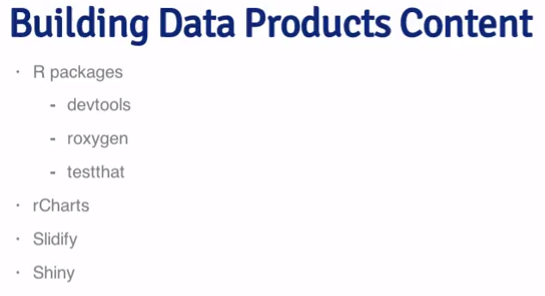 Building Data Products Content
· R packages
- devtools
- roxygen
- testthat
· rCharts
· Slidify
· Shiny